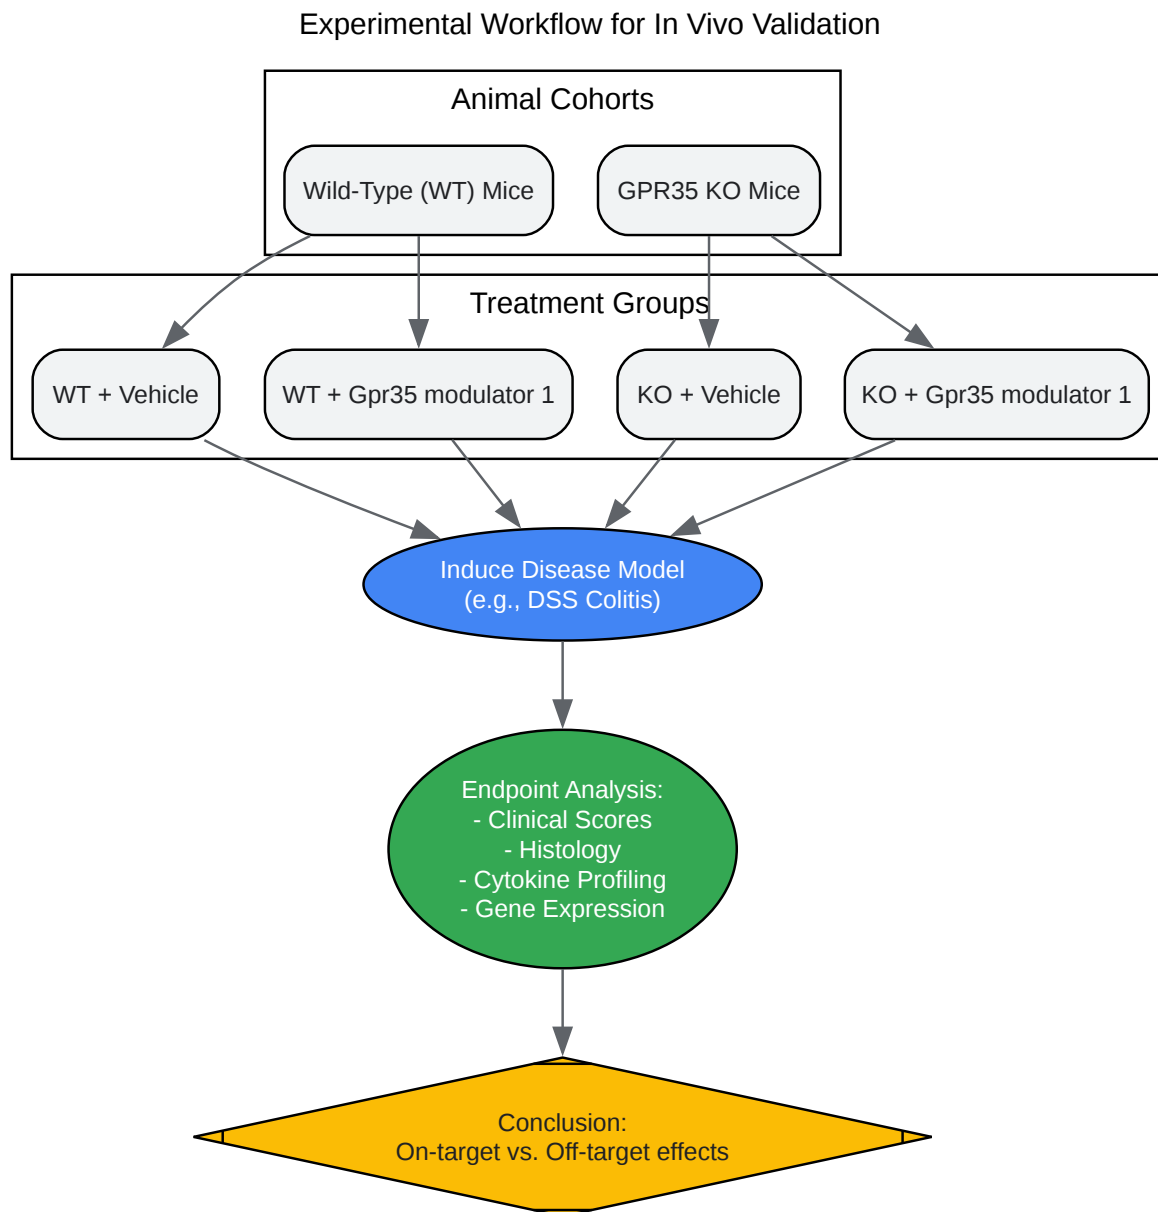 Experimental Workflow for In Vivo Validation
Animal Cohorts
Wild-Type (WT) Mice
GPR35 KO Mice
Treatment Groups
WT + Vehicle
WT + Gpr35 modulator 1
KO + Vehicle
KO + Gpr35 modulator 1
Induce Disease Model
(e.g., DSS Colitis)
Endpoint Analysis:
- Clinical Scores
- Histology
- Cytokine Profiling
- Gene Expression
Conclusion:
On-target vs. Off-target effects